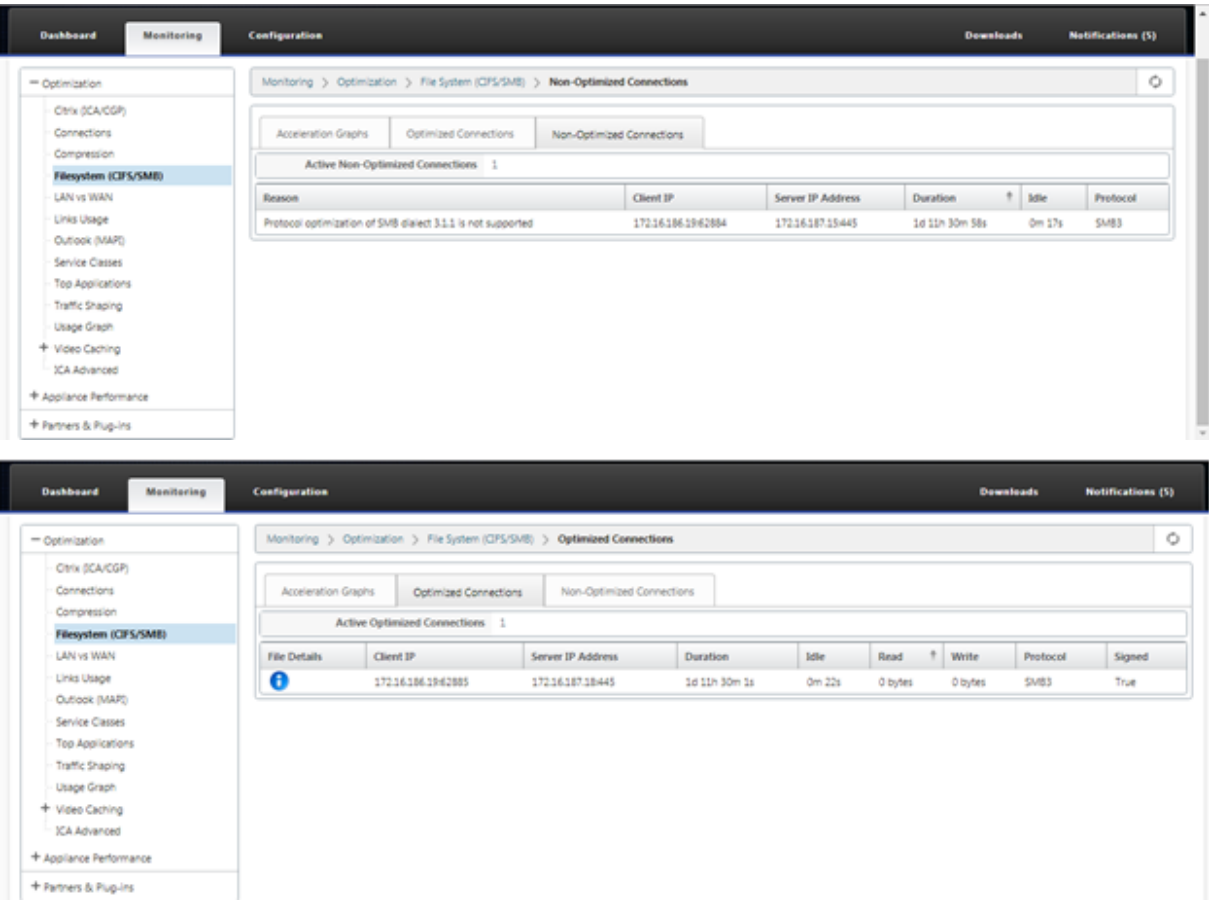 Dashboard Monitoring Configuration Downloads Notifications (5)
Optimization
Citrix (ICA/CGP)
Connections
Compression
Filesystem (CIFS/SMB)
LAN vs WAN
Links Usage
Outlook (MAPI)
Service Classes
Top Applications
Traffic Shaping
Usage Graph
Video Caching
ICA Advanced
Appliance Performance
Partners & Plug-ins
Monitoring > Optimization > File System (CIFS/SMB) > Non-Optimized Connections
Acceleration Graphs Optimized Connections Non-Optimized Connections
Active Non-Optimized Connections 1
Reason Client IP Server IP Address Duration Idle Protocol
Protocol optimization of SMB dialect 3.1.1 is not supported 172.16.186.19:62884 172.16.187.15:445 1d 11h 30m 58s 0m 17s SMB3
Dashboard Monitoring Configuration Downloads Notifications (5)
Optimization
Citrix (ICA/CGP)
Connections
Compression
Filesystem (CIFS/SMB)
LAN vs WAN
Links Usage
Outlook (MAPI)
Service Classes
Top Applications
Traffic Shaping
Usage Graph
Video Caching
ICA Advanced
Appliance Performance
Partners & Plug-ins
Monitoring > Optimization > File System (CIFS/SMB) > Optimized Connections
Acceleration Graphs Optimized Connections Non-Optimized Connections
Active Optimized Connections 1
File Details Client IP Server IP Address Duration Idle Read Write Protocol Signed
172.16.186.19:62885 172.16.187.18:445 1d 11h 30m 1s 0m 22s 0 bytes 0 bytes SMB3 True